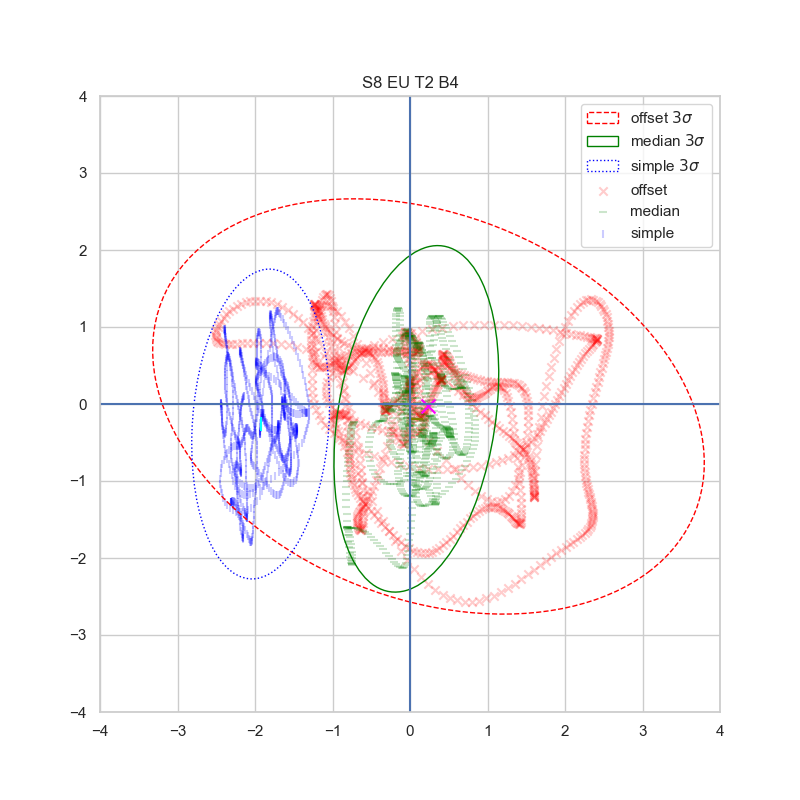 S8 EU T2 B4
offset 3σ
median 3σ
simple 3σ
offset
median
simple
4
3
2
1
0
−1
−2
−3
−4
−4 −3 −2 −1 0 1 2 3 4